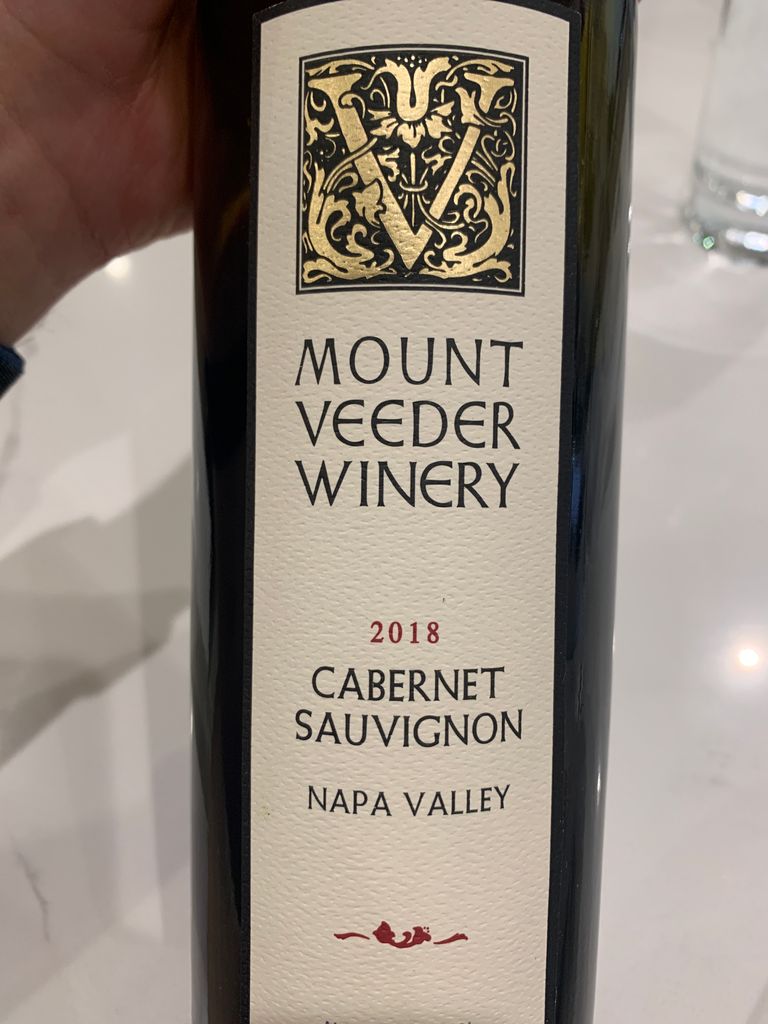 MOUNT
VEEDER
WINERY
2018
CABERNET
SAUVIGNON
NAPA VALLEY